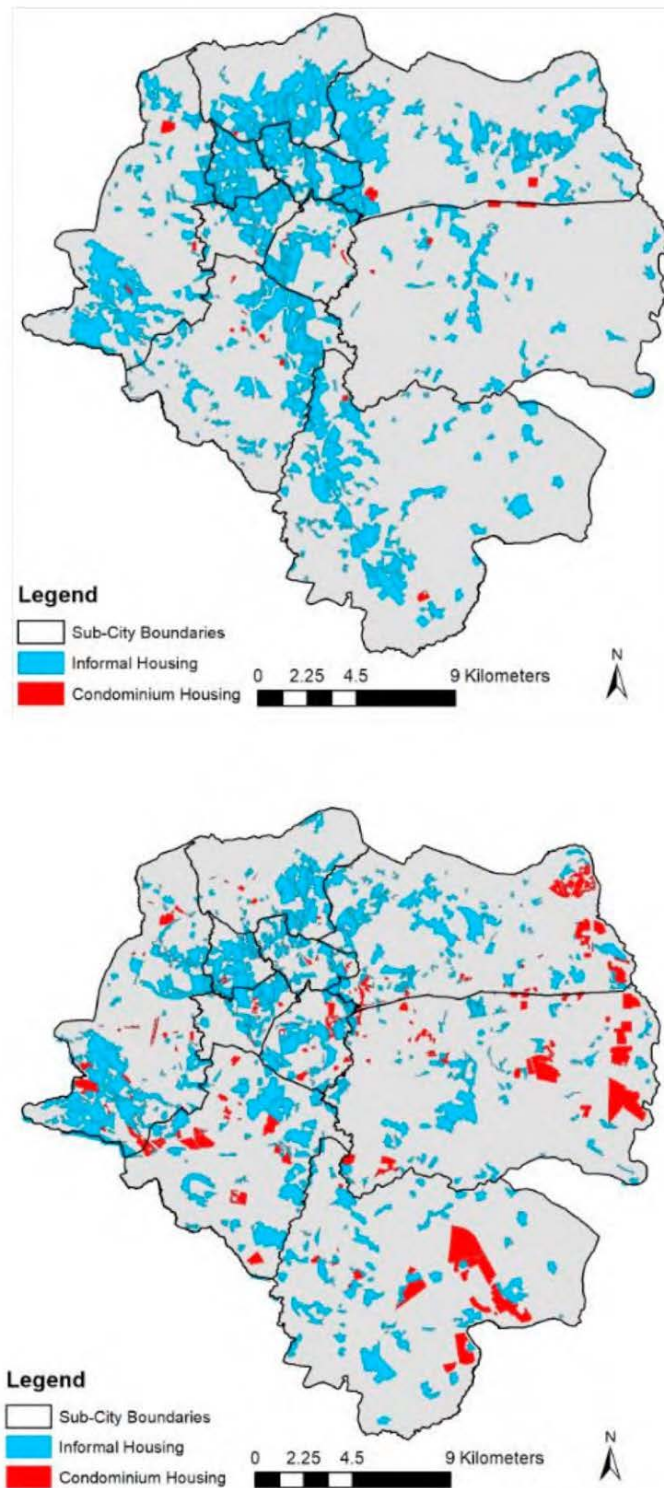 Legend
Sub-City Boundaries
Informal Housing
Condominium Housing
0 2.25 4.5 9 Kilometers
N
Legend
Sub-City Boundaries
Informal Housing
Condominium Housing
0 2.25 4.5 9 Kilometers
N